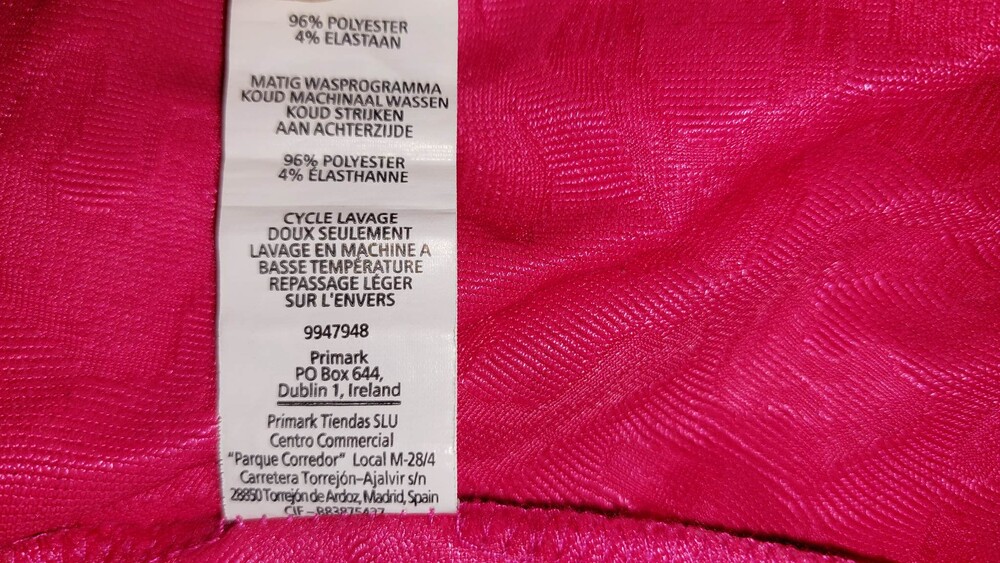 96% POLYESTER
4% ELASTAAN
MATIG WASPROGRAMMA
KOUD MACHINAAL WASSEN
KOUD STRIJKEN
AAN ACHTERZIJDE
96% POLYESTER
4% ÉLASTHANNE
CYCLE LAVAGE
DOUX SEULEMENT
LAVAGE EN MACHINE A
BASSE TEMPÉRATURE
REPASSAGE LÉGER
SUR L'ENVERS
9947948
Primark
PO Box 644,
Dublin 1, Ireland
Primark Tiendas SLU
Centro Commercial
"Parque Corredor" Local M-28/4
Carretera Torrejón-Ajalvir s/n
28850 Torrejón de Ardoz, Madrid, Spain
CIF-